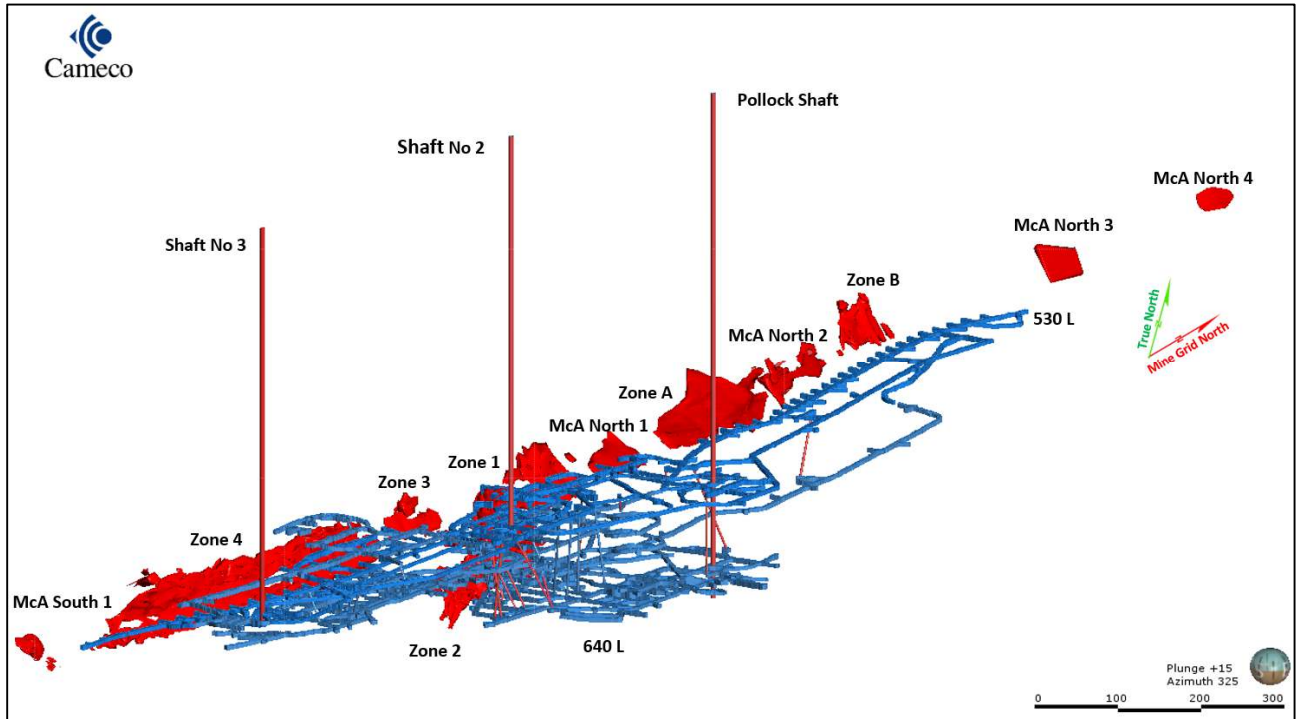 Cameco
Pollock Shaft
Shaft No 2
McA North 4
McA North 3
Shaft No 3
Zone B
True North
530 L
Mine Grid North
McA North 2
Zone A
McA North 1
Zone 1
Zone 3
Zone 4
McA South 1
Zone 2
640 L
Plunge +15
Azimuth 325
0 100 200 300